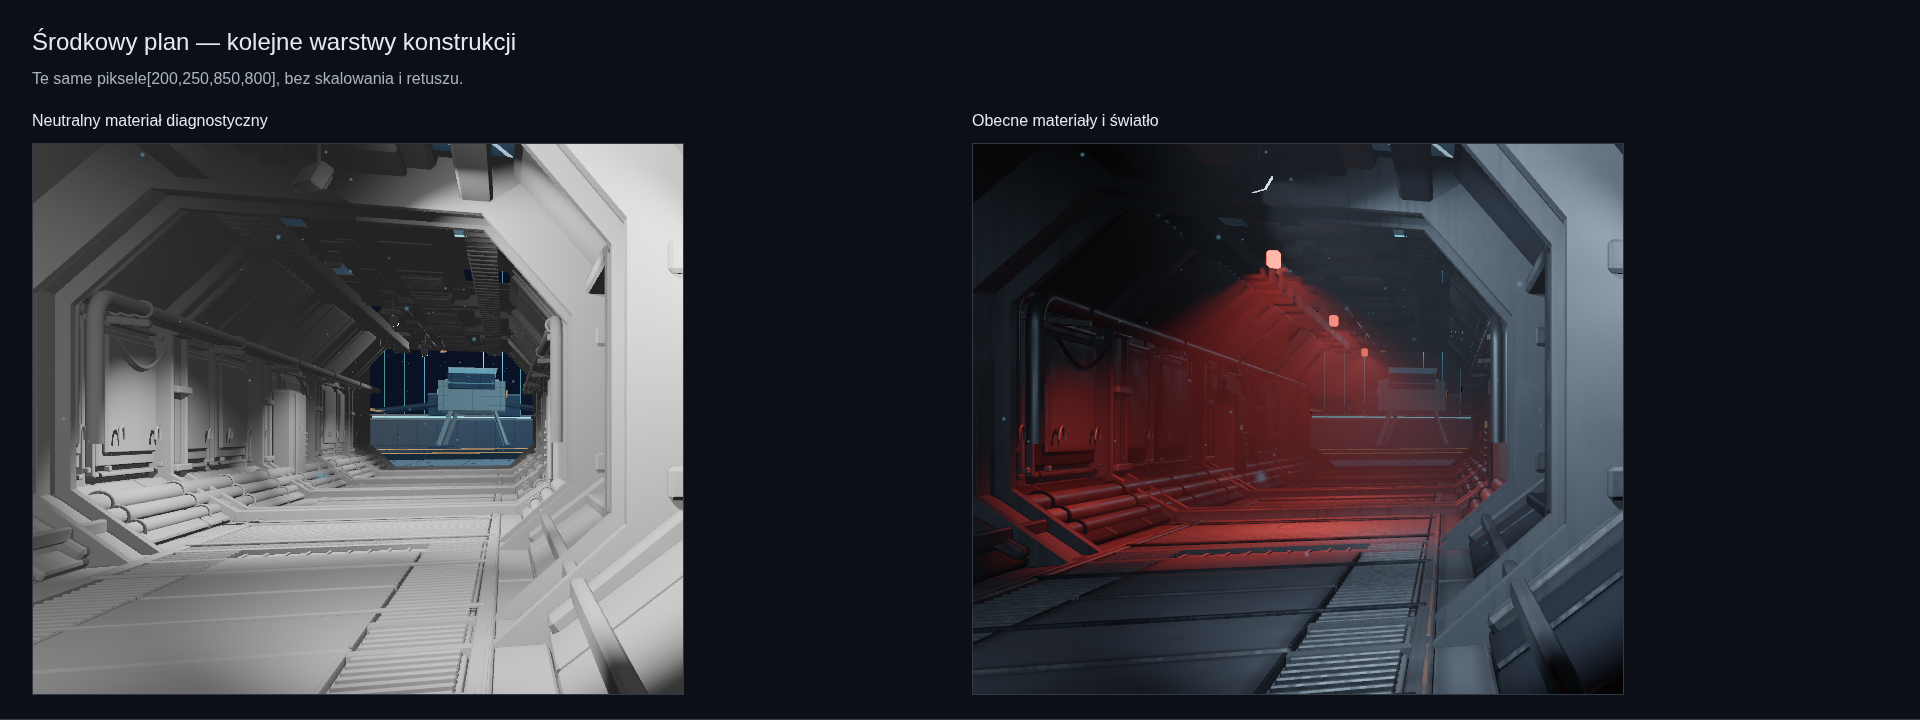 Środkowy plan — kolejne warstwy konstrukcji
Te same piksele[200,250,850,800], bez skalowania i retuszu.
Neutralny materiał diagnostyczny
Obecne materiały i światło